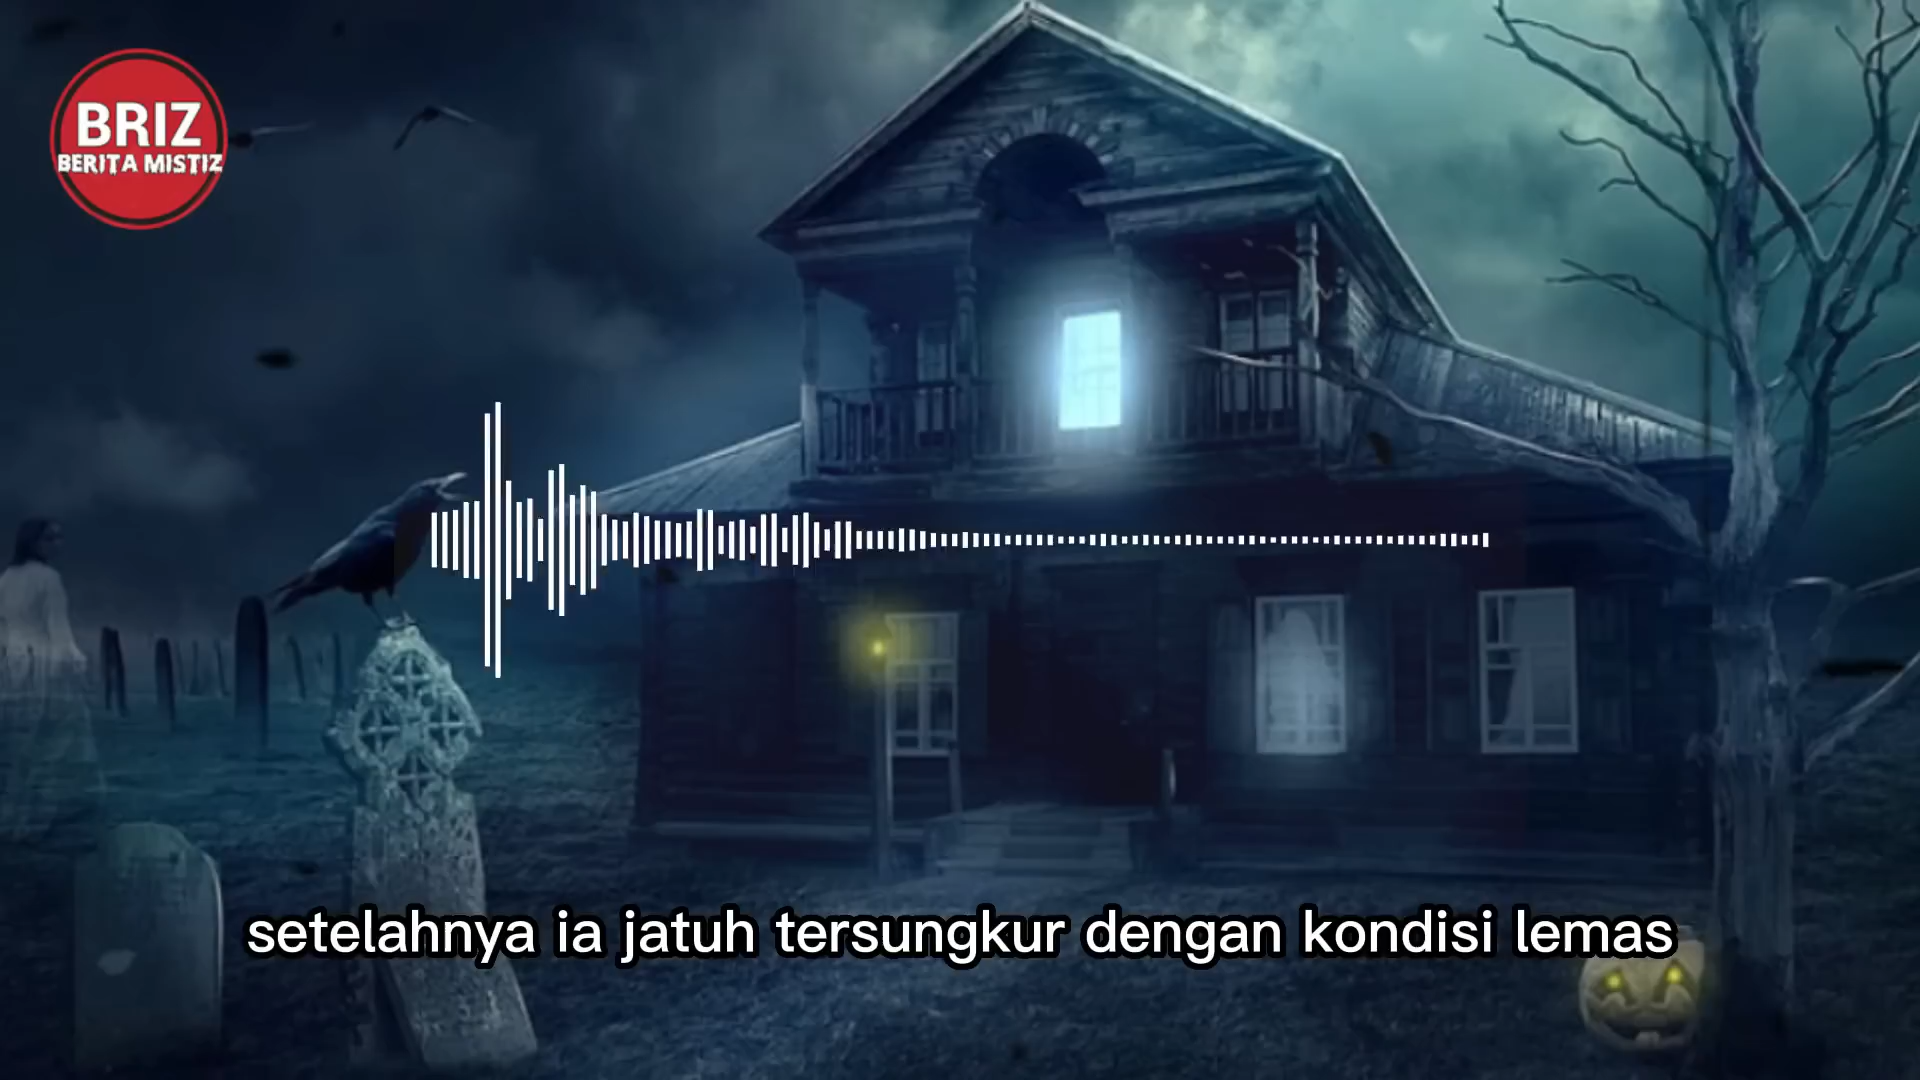 BRIZ
BERITA MISTIZ
setelahnya ia jatuh tersungkur dengan kondisi lemas